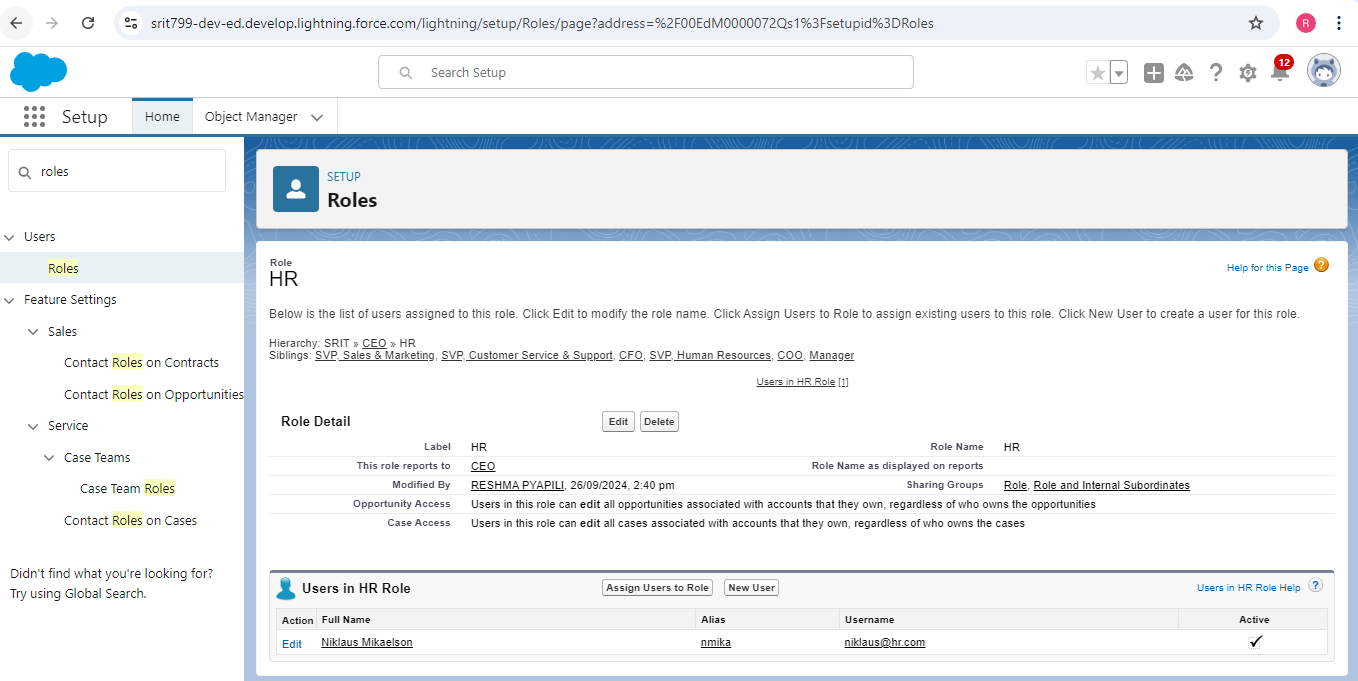 srit799-dev-ed.develop.lightning.force.com/lightning/setup/Roles/page?address=%2F00EdM0000072Qs1%3Fsetupid%3DRoles
R
Search Setup
12
Setup
Home
Object Manager
roles
Users
Roles
Feature Settings
Sales
Contact Roles on Contracts
Contact Roles on Opportunities
Service
Case Teams
Case Team Roles
Contact Roles on Cases
Didn't find what you're looking for?
Try using Global Search.
SETUP
Roles
Role
HR
Help for this Page ?
Below is the list of users assigned to this role. Click Edit to modify the role name. Click Assign Users to Role to assign existing users to this role. Click New User to create a user for this role.
Hierarchy: SRIT » CEO » HR
Siblings: SVP, Sales & Marketing, SVP, Customer Service & Support, CFO, SVP, Human Resources, COO, Manager
Users in HR Role [1]
Role Detail Edit Delete
Label HR Role Name HR
This role reports to CEO Role Name as displayed on reports
Modified By RESHMA PYAPILI, 26/09/2024, 2:40 pm Sharing Groups Role, Role and Internal Subordinates
Opportunity Access Users in this role can edit all opportunities associated with accounts that they own, regardless of who owns the opportunities
Case Access Users in this role can edit all cases associated with accounts that they own, regardless of who owns the cases
Users in HR Role Assign Users to Role New User Users in HR Role Help ?
Action Full Name Alias Username Active
Edit Niklaus Mikaelson nmika niklaus@hr.com